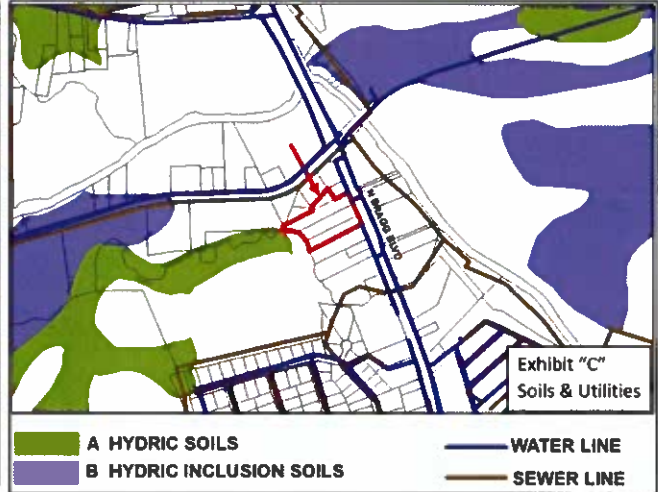 N BRAGG BLVD
Exhibit "C"
Soils & Utilities
A HYDRIC SOILS
B HYDRIC INCLUSION SOILS
WATER LINE
SEWER LINE